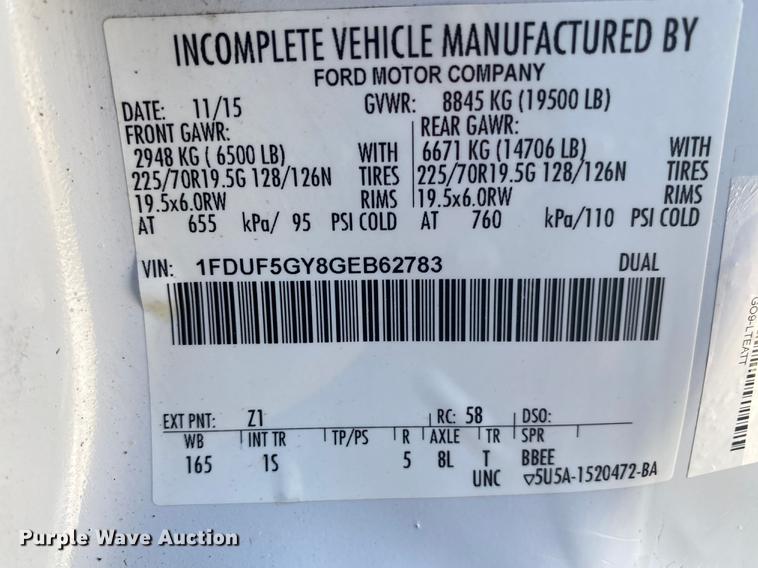 INCOMPLETE VEHICLE MANUFACTURED BY
FORD MOTOR COMPANY
DATE: 11/15 GVWR: 8845 KG (19500 LB)
FRONT GAWR: REAR GAWR:
2948 KG ( 6500 LB) WITH 6671 KG (14706 LB) WITH
225/70R19.5G 128/126N TIRES 225/70R19.5G 128/126N TIRES
19.5x6.0RW RIMS 19.5x6.0RW RIMS
AT 655 kPa/ 95 PSI COLD AT 760 kPa/110 PSI COLD
VIN: 1FDUF5GY8GEB62783 DUAL
EXT PNT: Z1 RC: 58 DSO:
WB INT TR TP/PS R AXLE TR SPR
165 1S 5 8L T BBEE
UNC ▽5U5A-1520472-BA
GO9-LTEATT
Purple Wave Auction